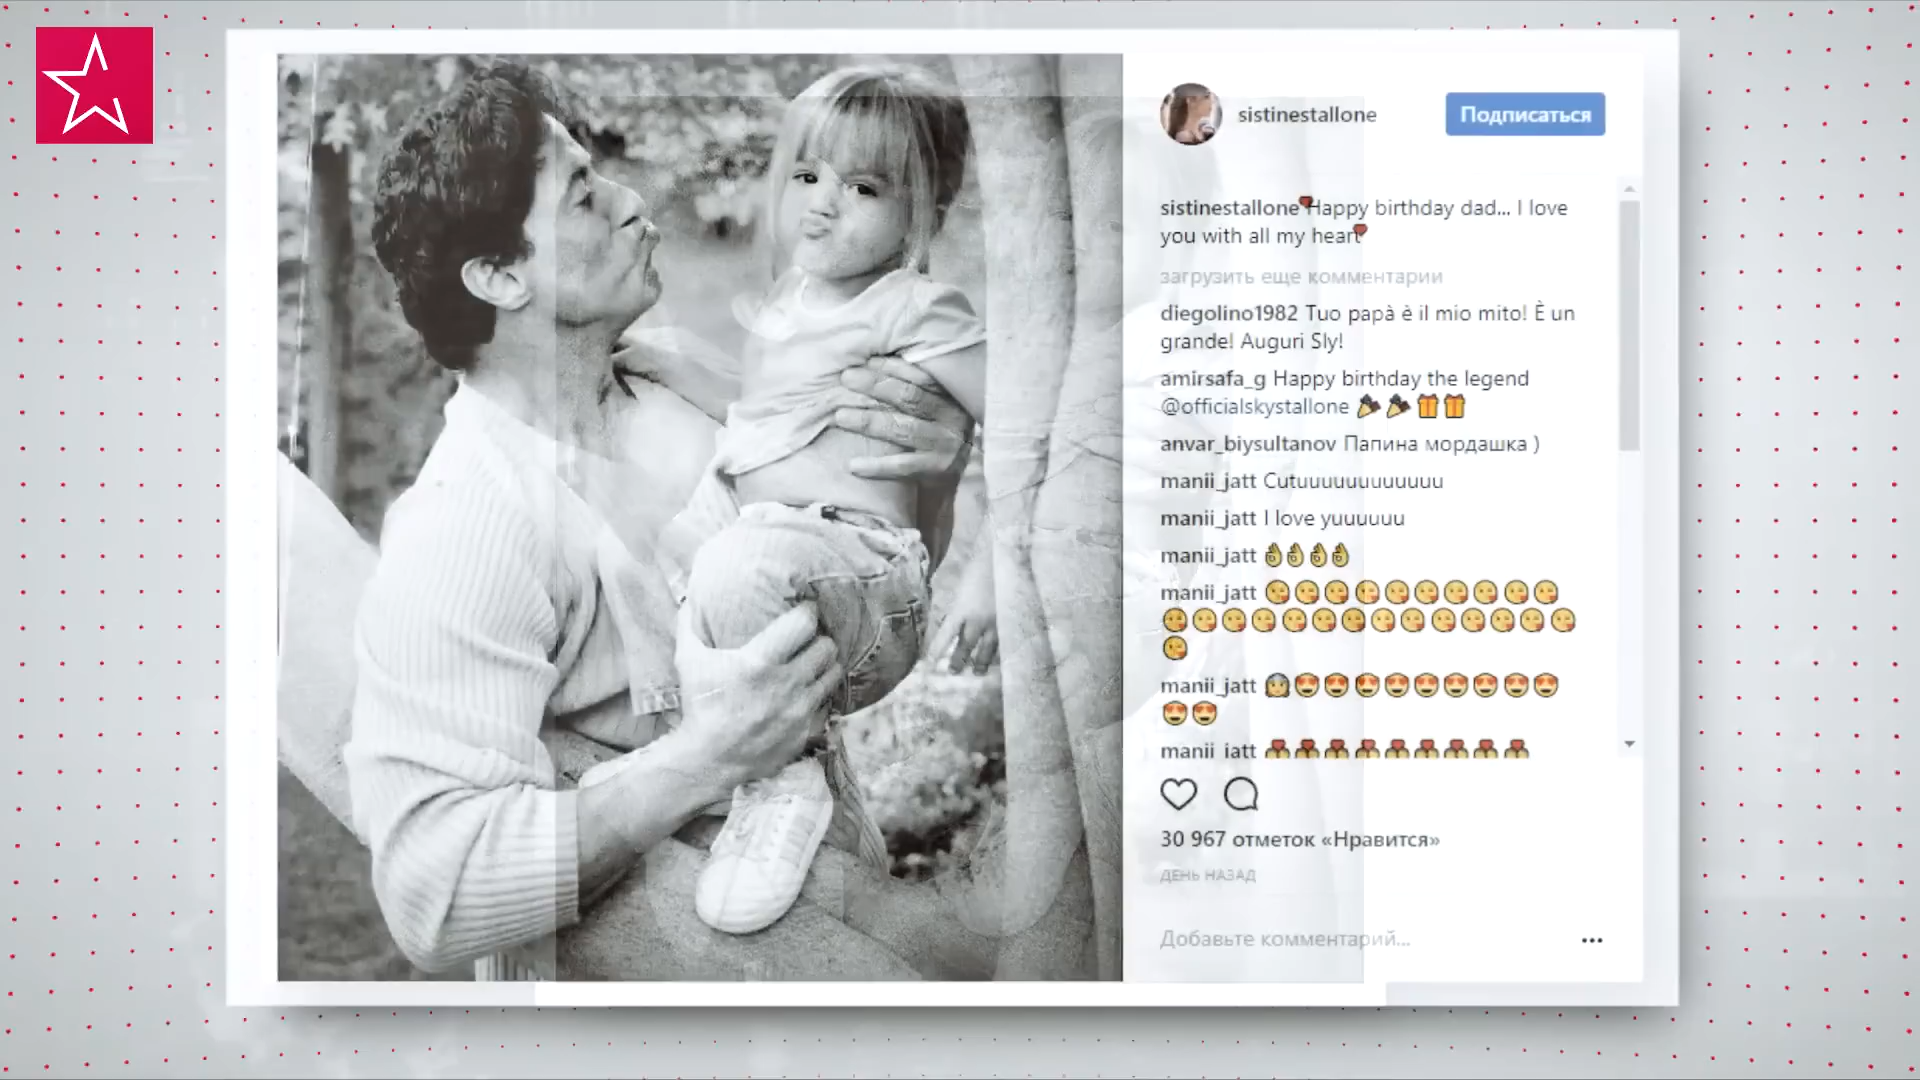 sistinestallone
Подписаться
sistinestallone Happy birthday dad... I love
you with all my heart
загрузить еще комментарии
diegolino1982 Tuo papà è il mio mito! È un
grande! Auguri Sly!
amirsafa_g Happy birthday the legend
@officialskystallone
anvar_biysultanov Папина мордашка )
manii_jatt Cutuuuuuuuuuuuu
manii_jatt I love yuuuuuu
manii_jatt
manii_jatt
manii_jatt
manii_jatt
30 967 отметок «Нравится»
ДЕНЬ НАЗАД
Добавьте комментарий...